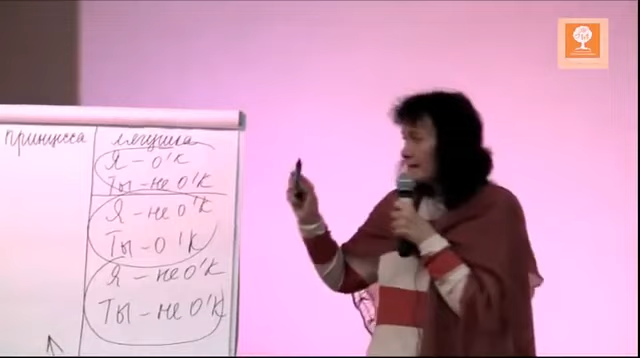 принцесса
лягушка
Я - О'К
Ты - не О'К
Я - не О'К
Ты - О'К
Я - не О'К
Ты - не О'К